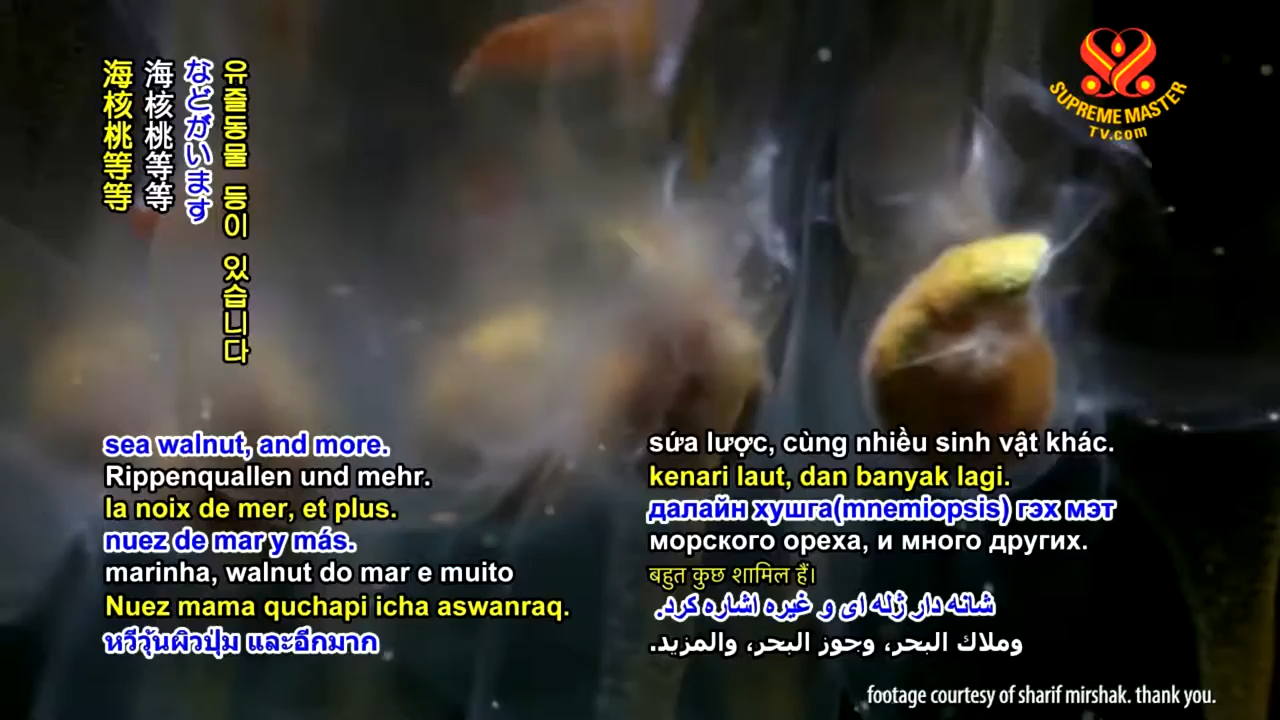 海核桃等等
海核桃等等
などがいます
유즐동물 등이 있습니다
SUPREME MASTER
TV.com
sea walnut, and more.
Rippenquallen und mehr.
la noix de mer, et plus.
nuez de mar y más.
marinha, walnut do mar e muito
Nuez mama quchapi icha aswanraq.
หวีวุ้นผิวปุ่ม และอีกมาก
sứa lược, cùng nhiều sinh vật khác.
kenari laut, dan banyak lagi.
далайн хушга(mnemiopsis) гэх мэт
морского ореха, и много других.
बहुत कुछ शामिल हैं।
شانه دار ژله ای و غیره اشاره کرد.
وملاك البحر، وجوز البحر، والمزيد.
footage courtesy of sharif mirshak. thank you.